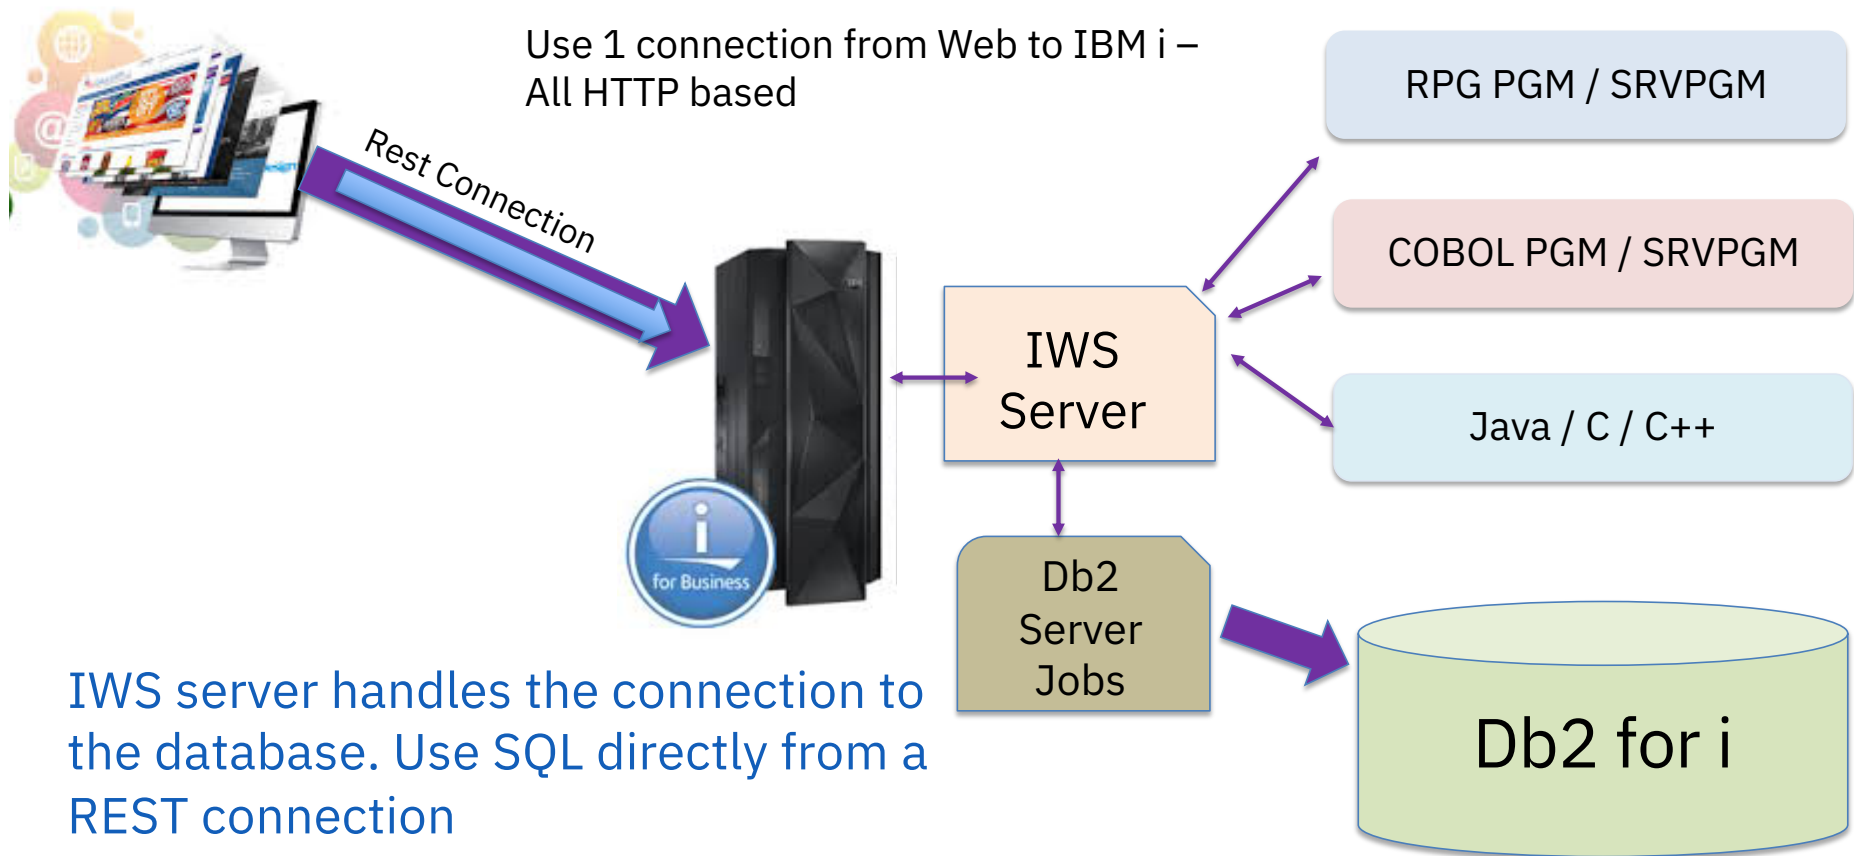 Use 1 connection from Web to IBM i –
All HTTP based
Rest Connection
RPG PGM / SRVPGM
COBOL PGM / SRVPGM
Java / C / C++
IWS
Server
Db2
Server
Jobs
Db2 for i
i
for Business
@
IWS server handles the connection to
the database. Use SQL directly from a
REST connection